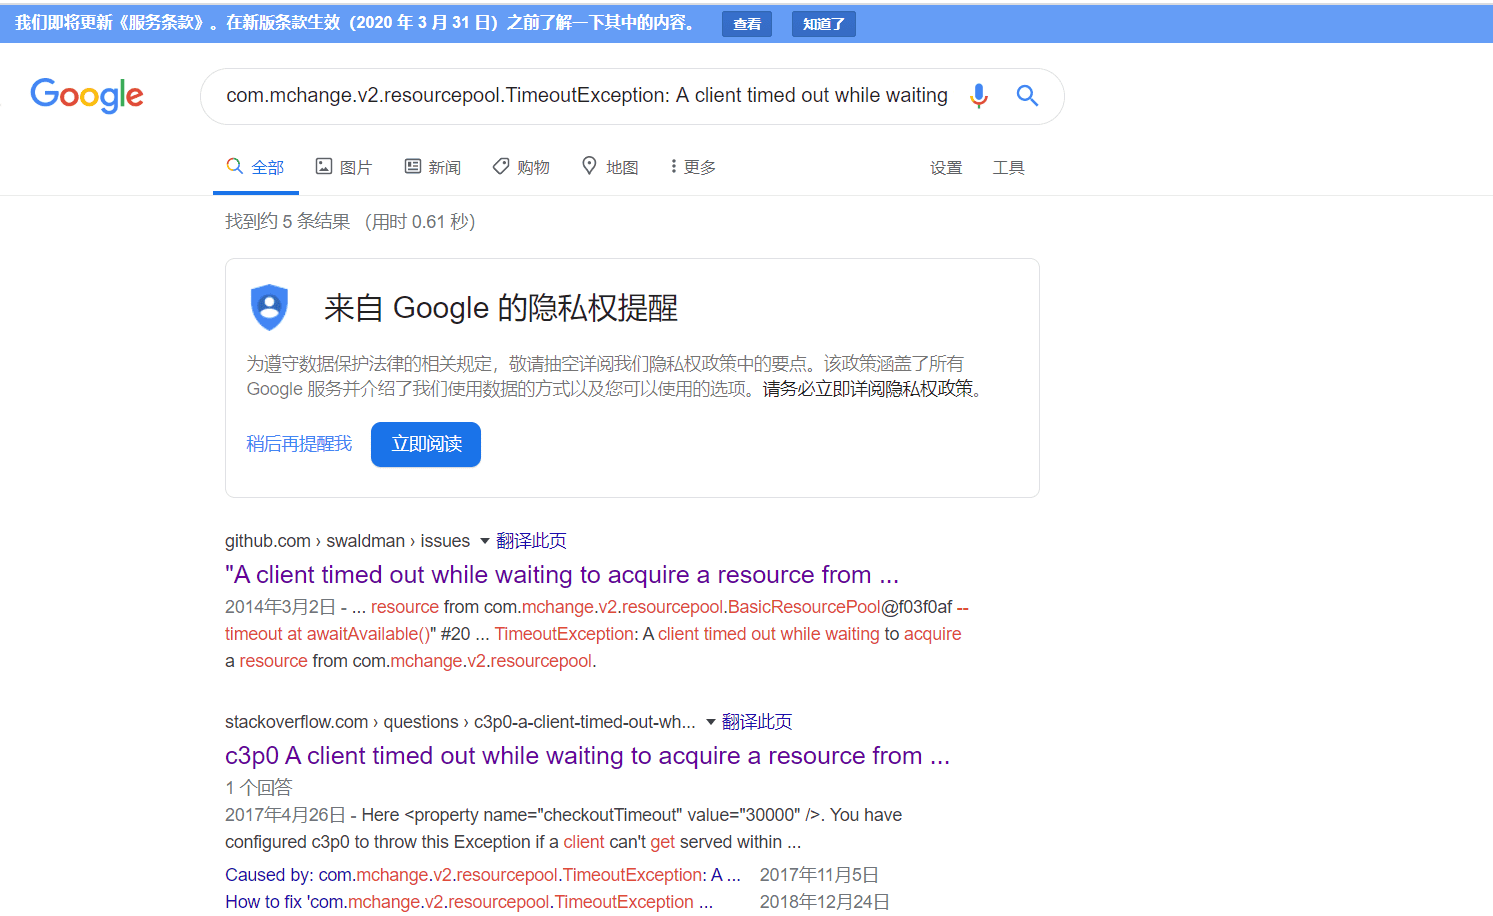 我们即将更新《服务条款》。在新版条款生效（2020 年 3 月 31 日）之前了解一下其中的内容。 查看 知道了
Google com.mchange.v2.resourcepool.TimeoutException: A client timed out while waiting
全部 图片 新闻 购物 地图 更多 设置 工具
找到约 5 条结果 （用时 0.61 秒）
来自 Google 的隐私权提醒
为遵守数据保护法律的相关规定，敬请抽空详阅我们隐私权政策中的要点。该政策涵盖了所有
Google 服务并介绍了我们使用数据的方式以及您可以使用的选项。请务必立即详阅隐私权政策。
稍后再提醒我 立即阅读
github.com › swaldman › issues 翻译此页
"A client timed out while waiting to acquire a resource from ...
2014年3月2日 - ... resource from com.mchange.v2.resourcepool.BasicResourcePool@f03f0af --
timeout at awaitAvailable()" #20 ... TimeoutException: A client timed out while waiting to acquire
a resource from com.mchange.v2.resourcepool.
stackoverflow.com › questions › c3p0-a-client-timed-out-wh... 翻译此页
c3p0 A client timed out while waiting to acquire a resource from ...
1 个回答
2017年4月26日 - Here <property name="checkoutTimeout" value="30000" />. You have
configured c3p0 to throw this Exception if a client can't get served within ...
Caused by: com.mchange.v2.resourcepool.TimeoutException: A ... 2017年11月5日
How to fix 'com.mchange.v2.resourcepool.TimeoutException ... 2018年12月24日